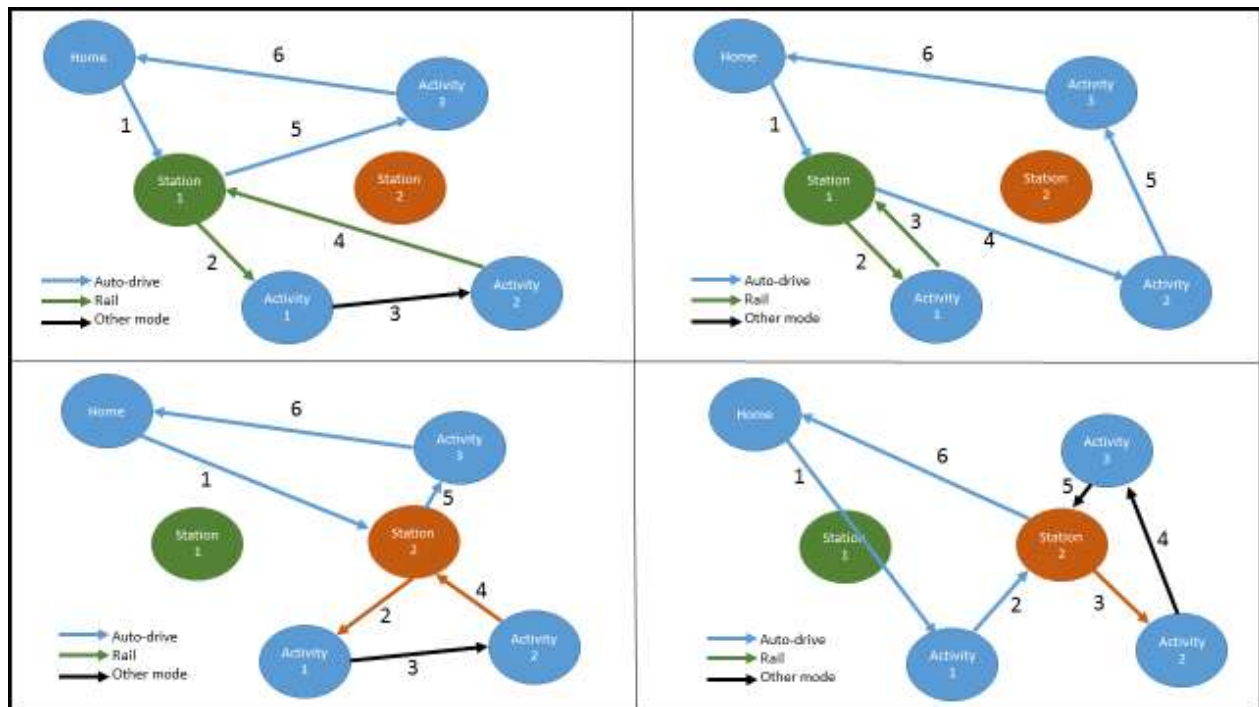 Home
6
Activity
3
1
5
Station
1
Station
2
4
2
Auto-drive
Rail
Other mode
Activity
1
3
Activity
2
Home
6
Activity
3
1
Station
1
Station
2
5
3
4
2
Auto-drive
Rail
Other mode
Activity
1
Activity
2
Home
6
Activity
3
1
5
Station
1
Station
2
4
2
Auto-drive
Rail
Other mode
Activity
1
3
Activity
2
Home
6
Activity
3
1
5
Station
1
Station
2
4
2
3
Auto-drive
Rail
Other mode
Activity
1
Activity
2